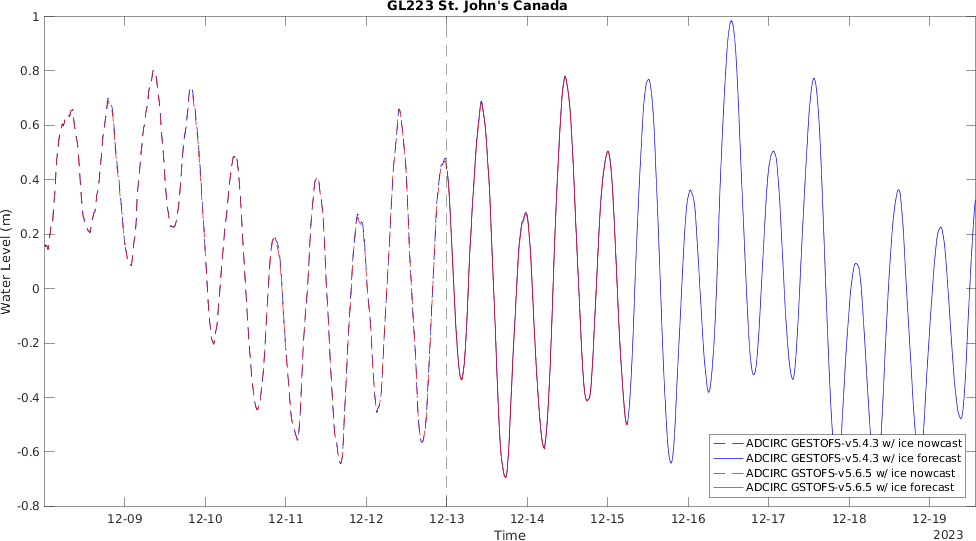 GL223 St. John's Canada
1
0.8
0.6
0.4
0.2
0
-0.2
-0.4
-0.6
-0.8
Water Level (m)
12-09 12-10 12-11 12-12 12-13 12-14 12-15 12-16 12-17 12-18 12-19
Time
2023
ADCIRC GESTOFS-v5.4.3 w/ ice nowcast
ADCIRC GESTOFS-v5.4.3 w/ ice forecast
ADCIRC GSTOFS-v5.6.5 w/ ice nowcast
ADCIRC GSTOFS-v5.6.5 w/ ice forecast